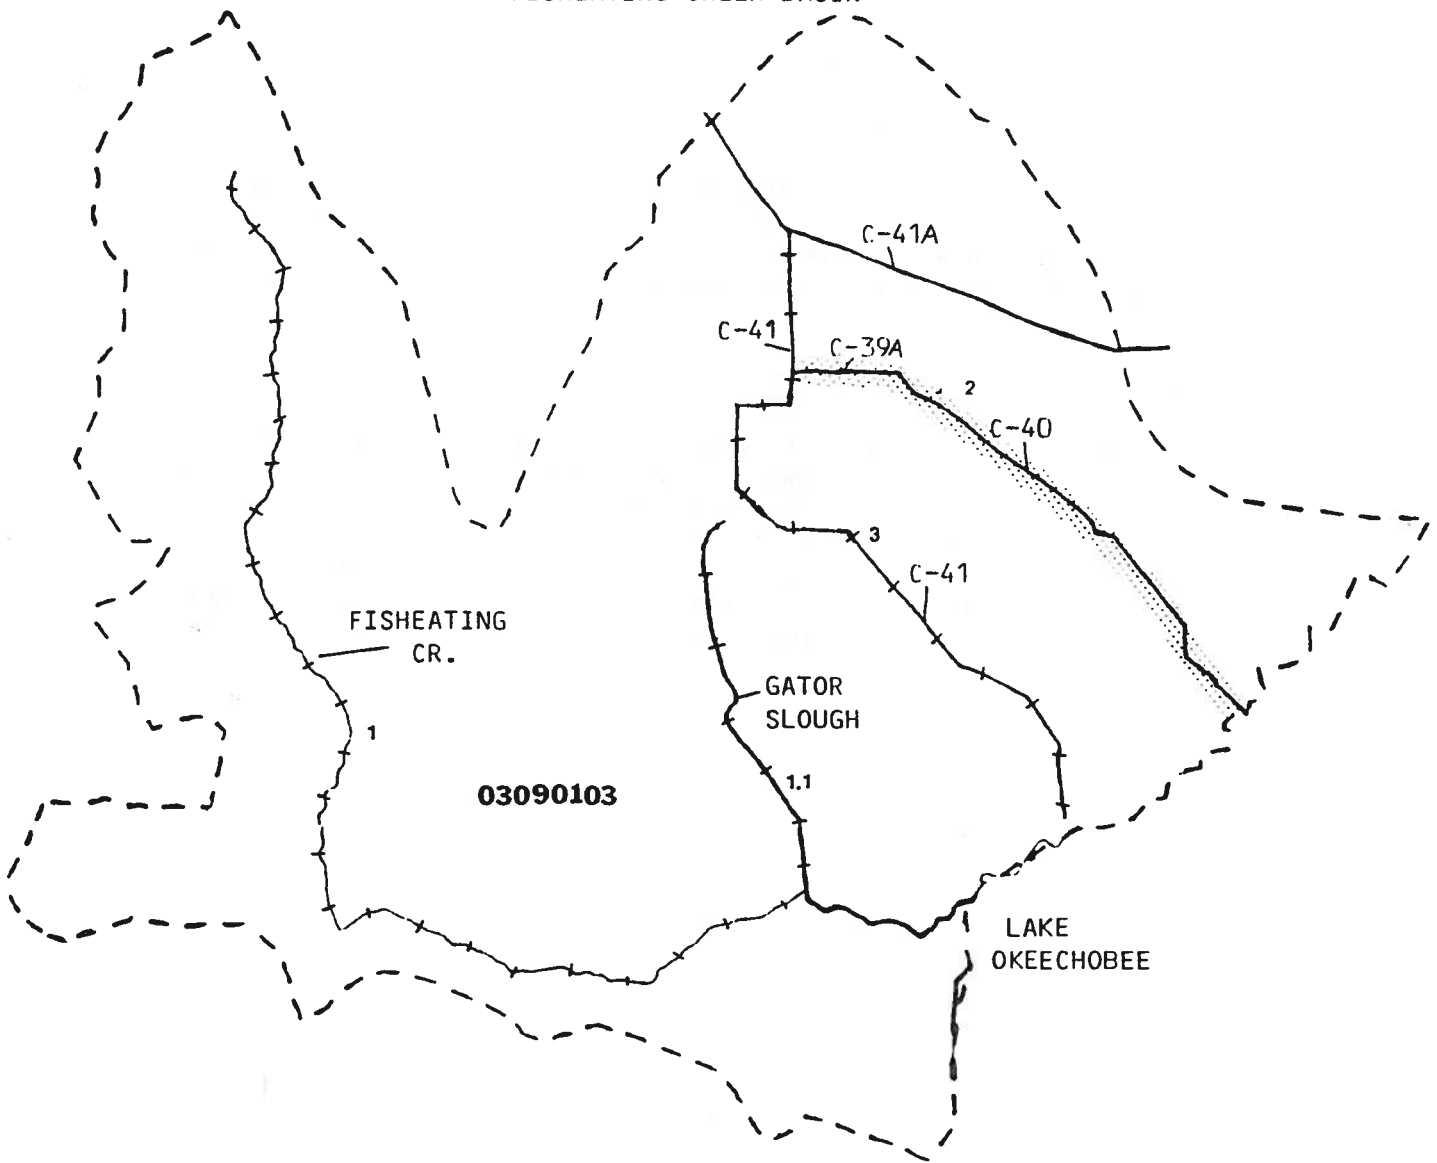 C-41A
C-41
C-39A
2
C-40
3
C-41
FISHEATING
CR.
GATOR
SLOUGH
1
1.1
03090103
LAKE
OKEECHOBEE